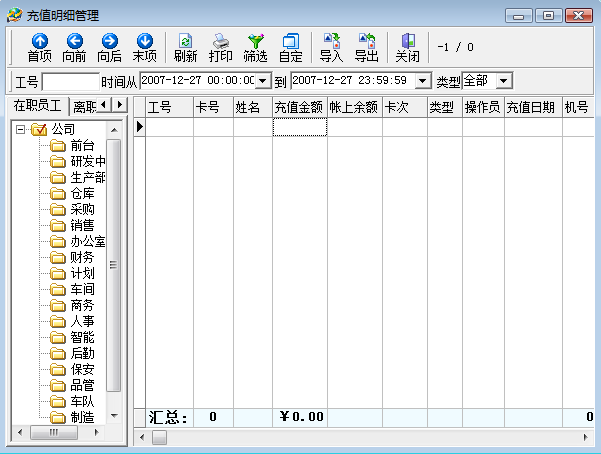 充值明细管理
首项 向前 向后 末项 刷新 打印 筛选 自定 导入 导出 关闭 -1 / 0
工号 时间从 2007-12-27 00:00:00 到 2007-12-27 23:59:59 类型 全部
在职员工 离职
工号 卡号 姓名 充值金额 帐上余额 卡次 类型 操作员 充值日期 机号
公司
前台
研发中
生产部
仓库
采购
销售
办公室
财务
计划
车间
商务
人事
智能
后勤
保安
品管
车队
制造
汇总: 0 ￥0.00 0